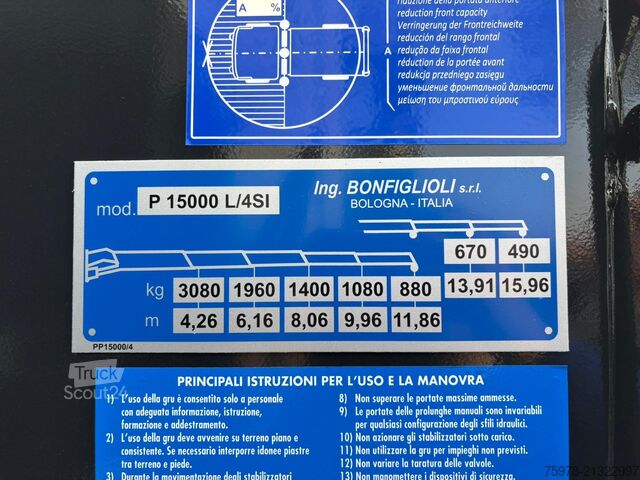 riduzione della portata anteriore
reduction front capacity
Verringerung der Frontreichweite
reducción del rango frontal
A redução da faixa frontal
réduction de la portée avant
redukcja przedniego zasięgu
уменьшение фронтальной дальности
μείωση του μπροστινού εύρους
A %
mod. P 15000 L/4SI
Ing. BONFIGLIOLI s.r.l.
BOLOGNA - ITALIA
670 490
kg 3080 1960 1400 1080 880 13,91 15,96
m 4,26 6,16 8,06 9,96 11,86
PP15000/4
Truck
Scout24
PRINCIPALI ISTRUZIONI PER L'USO E LA MANOVRA
1) L'uso della gru è consentito solo a personale
con adeguata informazione, istruzione,
formazione e addestramento.
2) L'uso della gru deve avvenire su terreno piano e
consistente. Se necessario interporre idonee piastre
tra terreno e piede.
3) Durante la movimentazione degli stabilizzatori
8) Non superare le portate massime ammesse.
9) Le portate delle prolunghe manuali sono invariabili
per qualsiasi configurazione degli sfili idraulici.
10) Non azionare gli stabilizzatori sotto carico.
11) Non utilizzare la gru per impieghi non previsti.
12) Non variare la taratura delle valvole.
13) Non manomettere i dispositivi di sicurezza.
75978-21322997